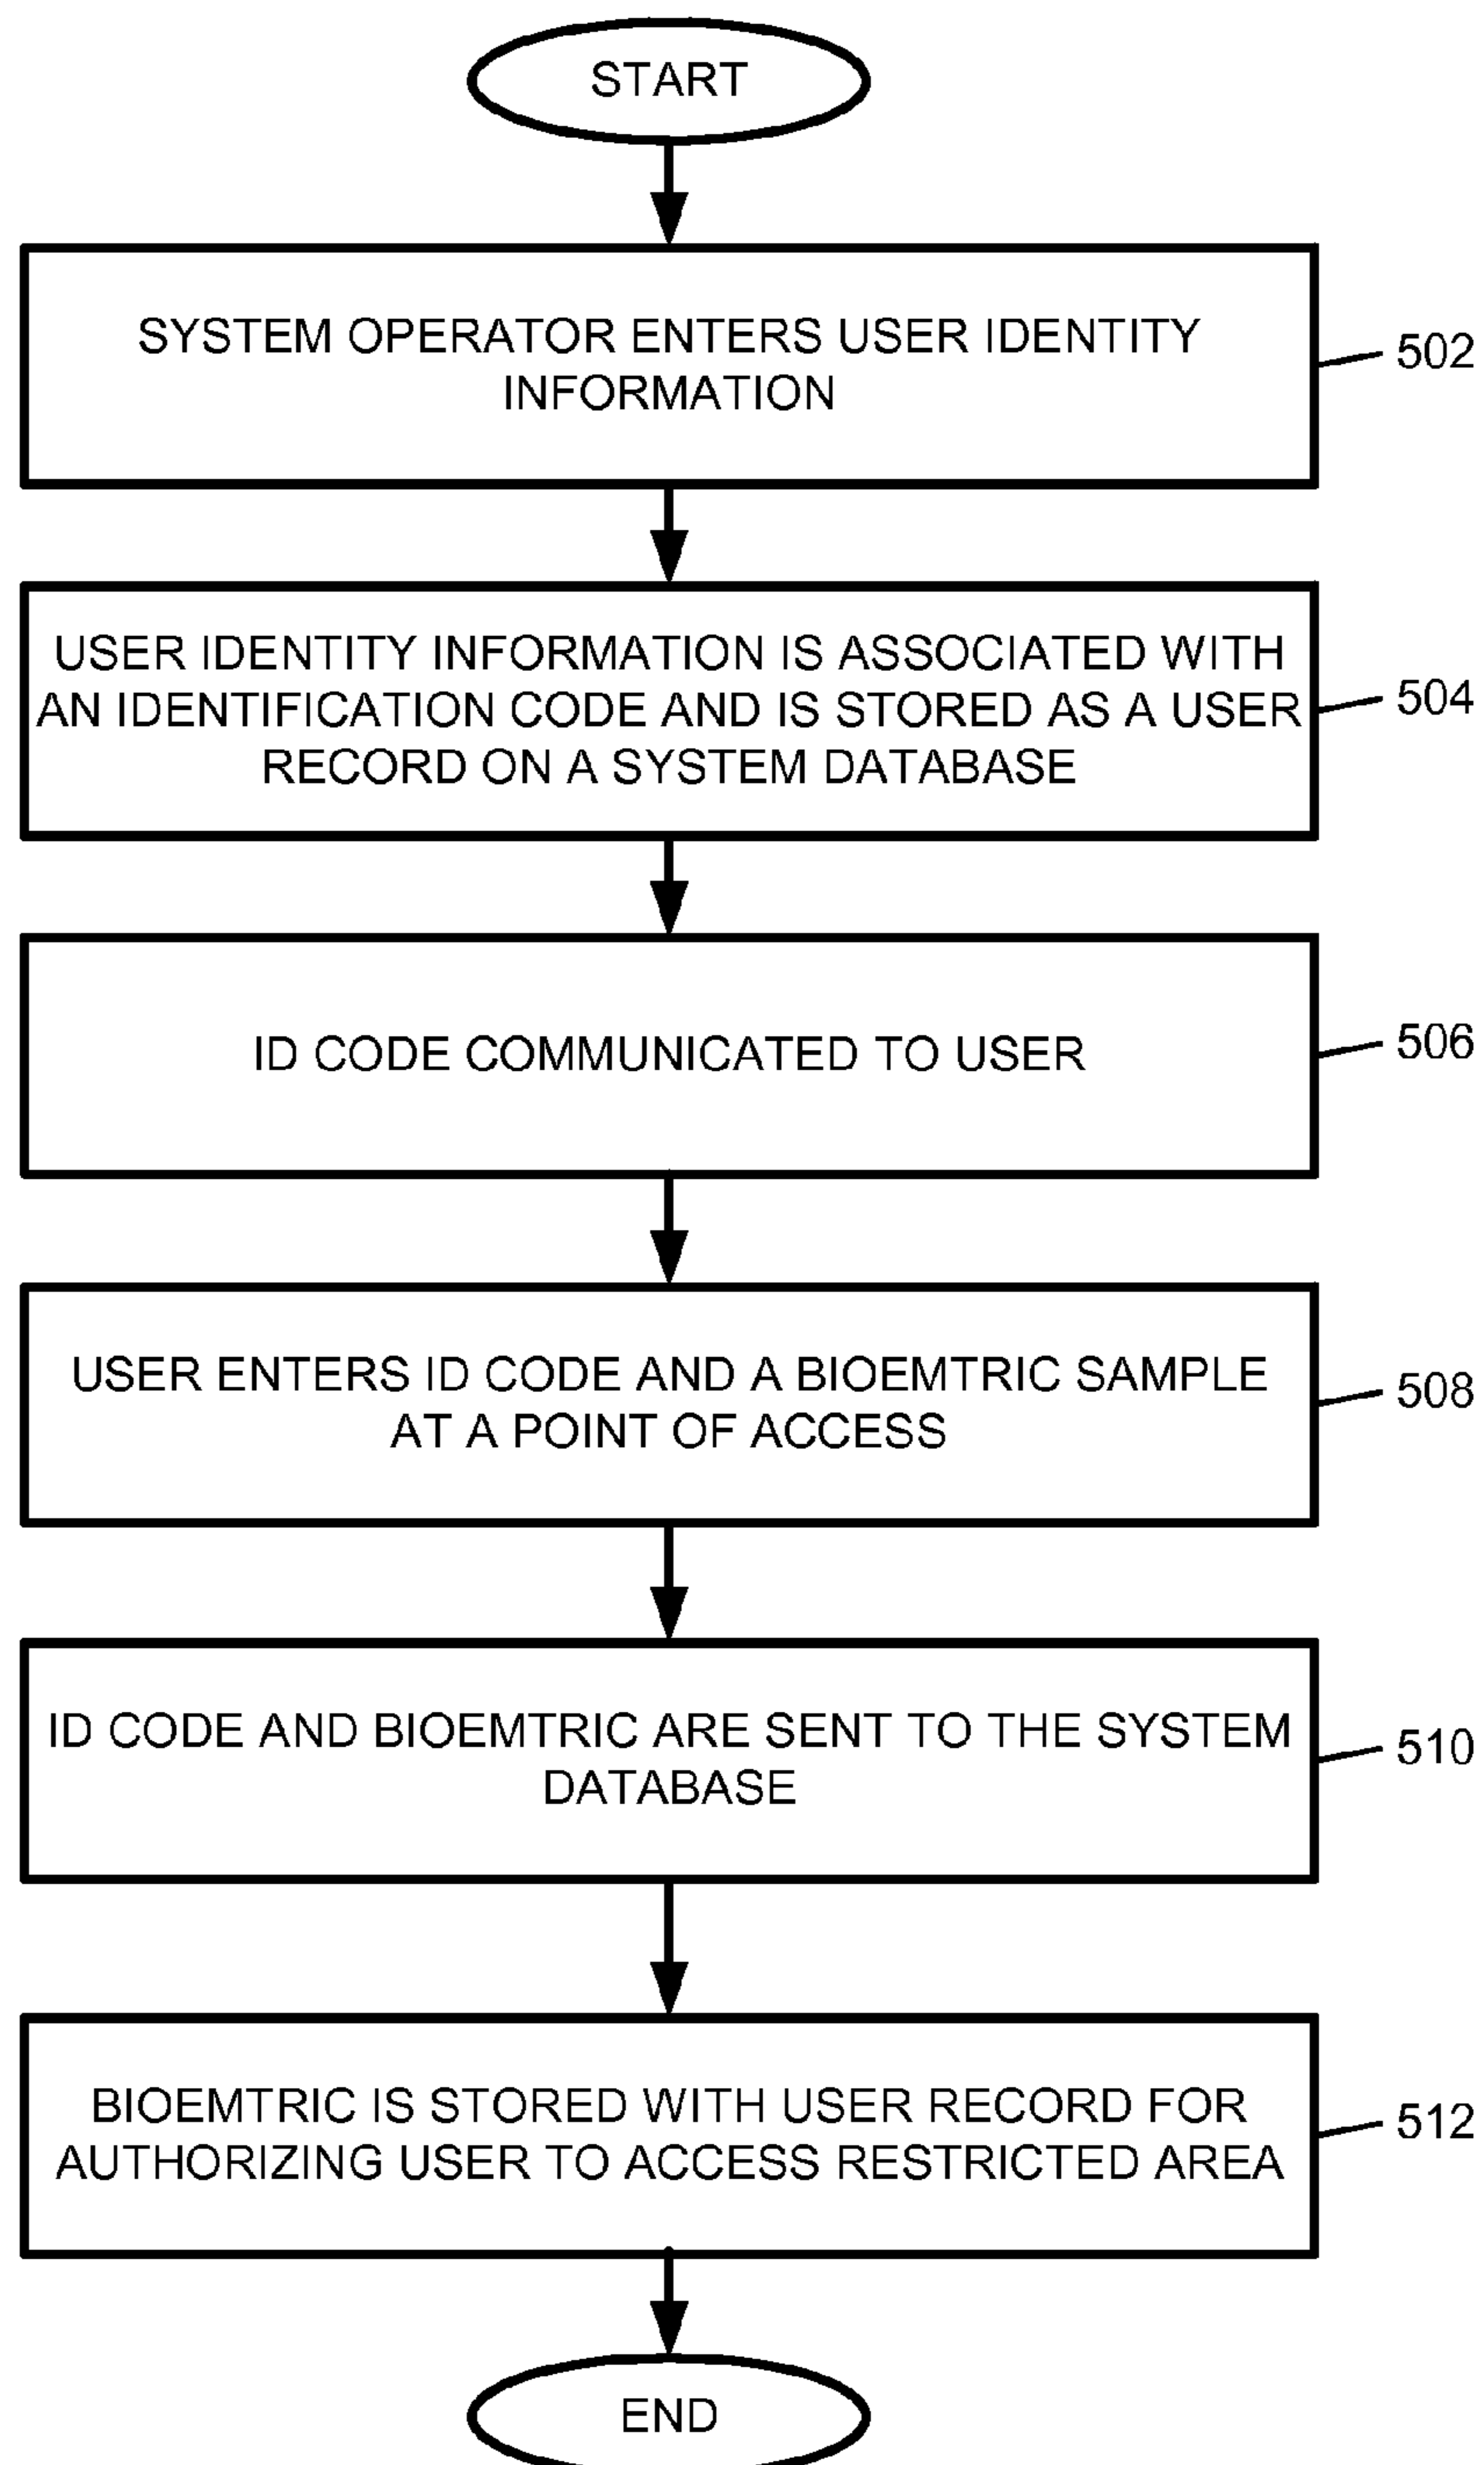 START
SYSTEM OPERATOR ENTERS USER IDENTITY
INFORMATION
502
USER IDENTITY INFORMATION IS ASSOCIATED WITH
AN IDENTIFICATION CODE AND IS STORED AS A USER
RECORD ON A SYSTEM DATABASE
504
ID CODE COMMUNICATED TO USER
506
USER ENTERS ID CODE AND A BIOEMTRIC SAMPLE
AT A POINT OF ACCESS
508
ID CODE AND BIOEMTRIC ARE SENT TO THE SYSTEM
DATABASE
510
BIOEMTRIC IS STORED WITH USER RECORD FOR
AUTHORIZING USER TO ACCESS RESTRICTED AREA
512
END